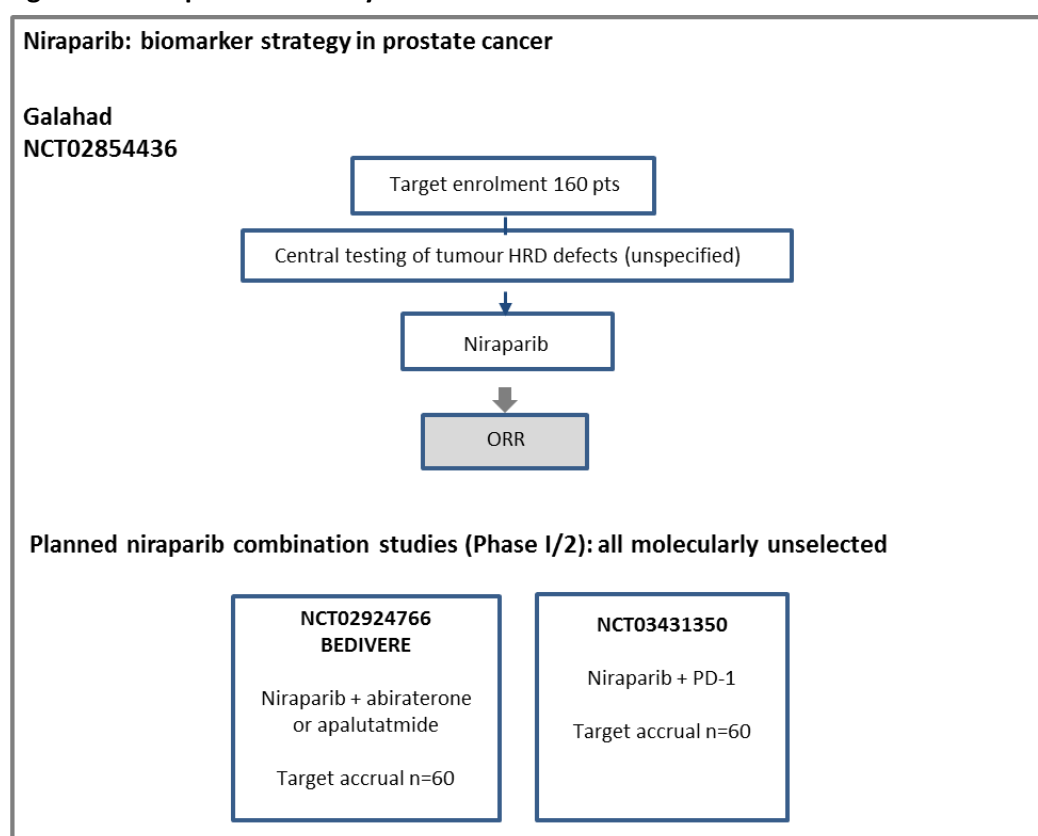 Niraparib: biomarker strategy in prostate cancer
Galahad
NCT02854436
Target enrolment 160 pts
Central testing of tumour HRD defects (unspecified)
Niraparib
ORR
Planned niraparib combination studies (Phase I/2): all molecularly unselected
NCT02924766
BEDIVERE
Niraparib + abiraterone
or apalutatmide
Target accrual n=60
NCT03431350
Niraparib + PD-1
Target accrual n=60